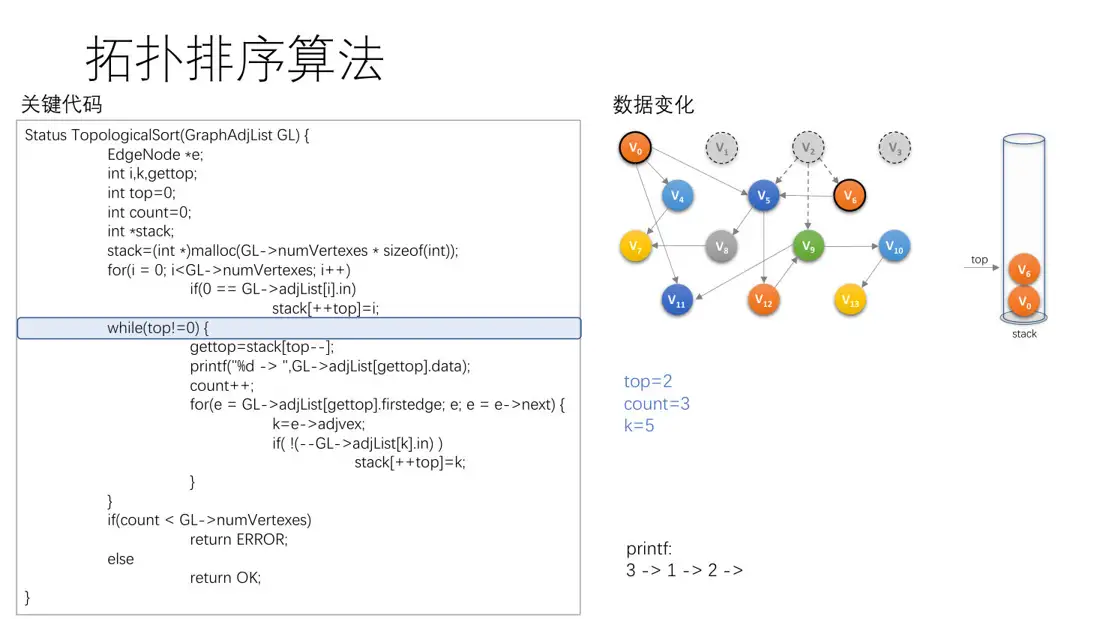 拓扑排序算法
关键代码
Status TopologicalSort(GraphAdjList GL) {
EdgeNode *e;
int i,k,gettop;
int top=0;
int count=0;
int *stack;
stack=(int *)malloc(GL->numVertexes * sizeof(int));
for(i = 0; i<GL->numVertexes; i++)
if(0 == GL->adjList[i].in)
stack[++top]=i;
while(top!=0) {
gettop=stack[top--];
printf("%d -> ",GL->adjList[gettop].data);
count++;
for(e = GL->adjList[gettop].firstedge; e; e = e->next) {
k=e->adjvex;
if( !(--GL->adjList[k].in) )
stack[++top]=k;
}
}
if(count < GL->numVertexes)
return ERROR;
else
return OK;
}
数据变化
V0 V1 V2 V3
V4 V5 V6
V7 V8 V9 V10
V11 V12 V13
top
V6
V0
stack
top=2
count=3
k=5
printf:
3 -> 1 -> 2 ->